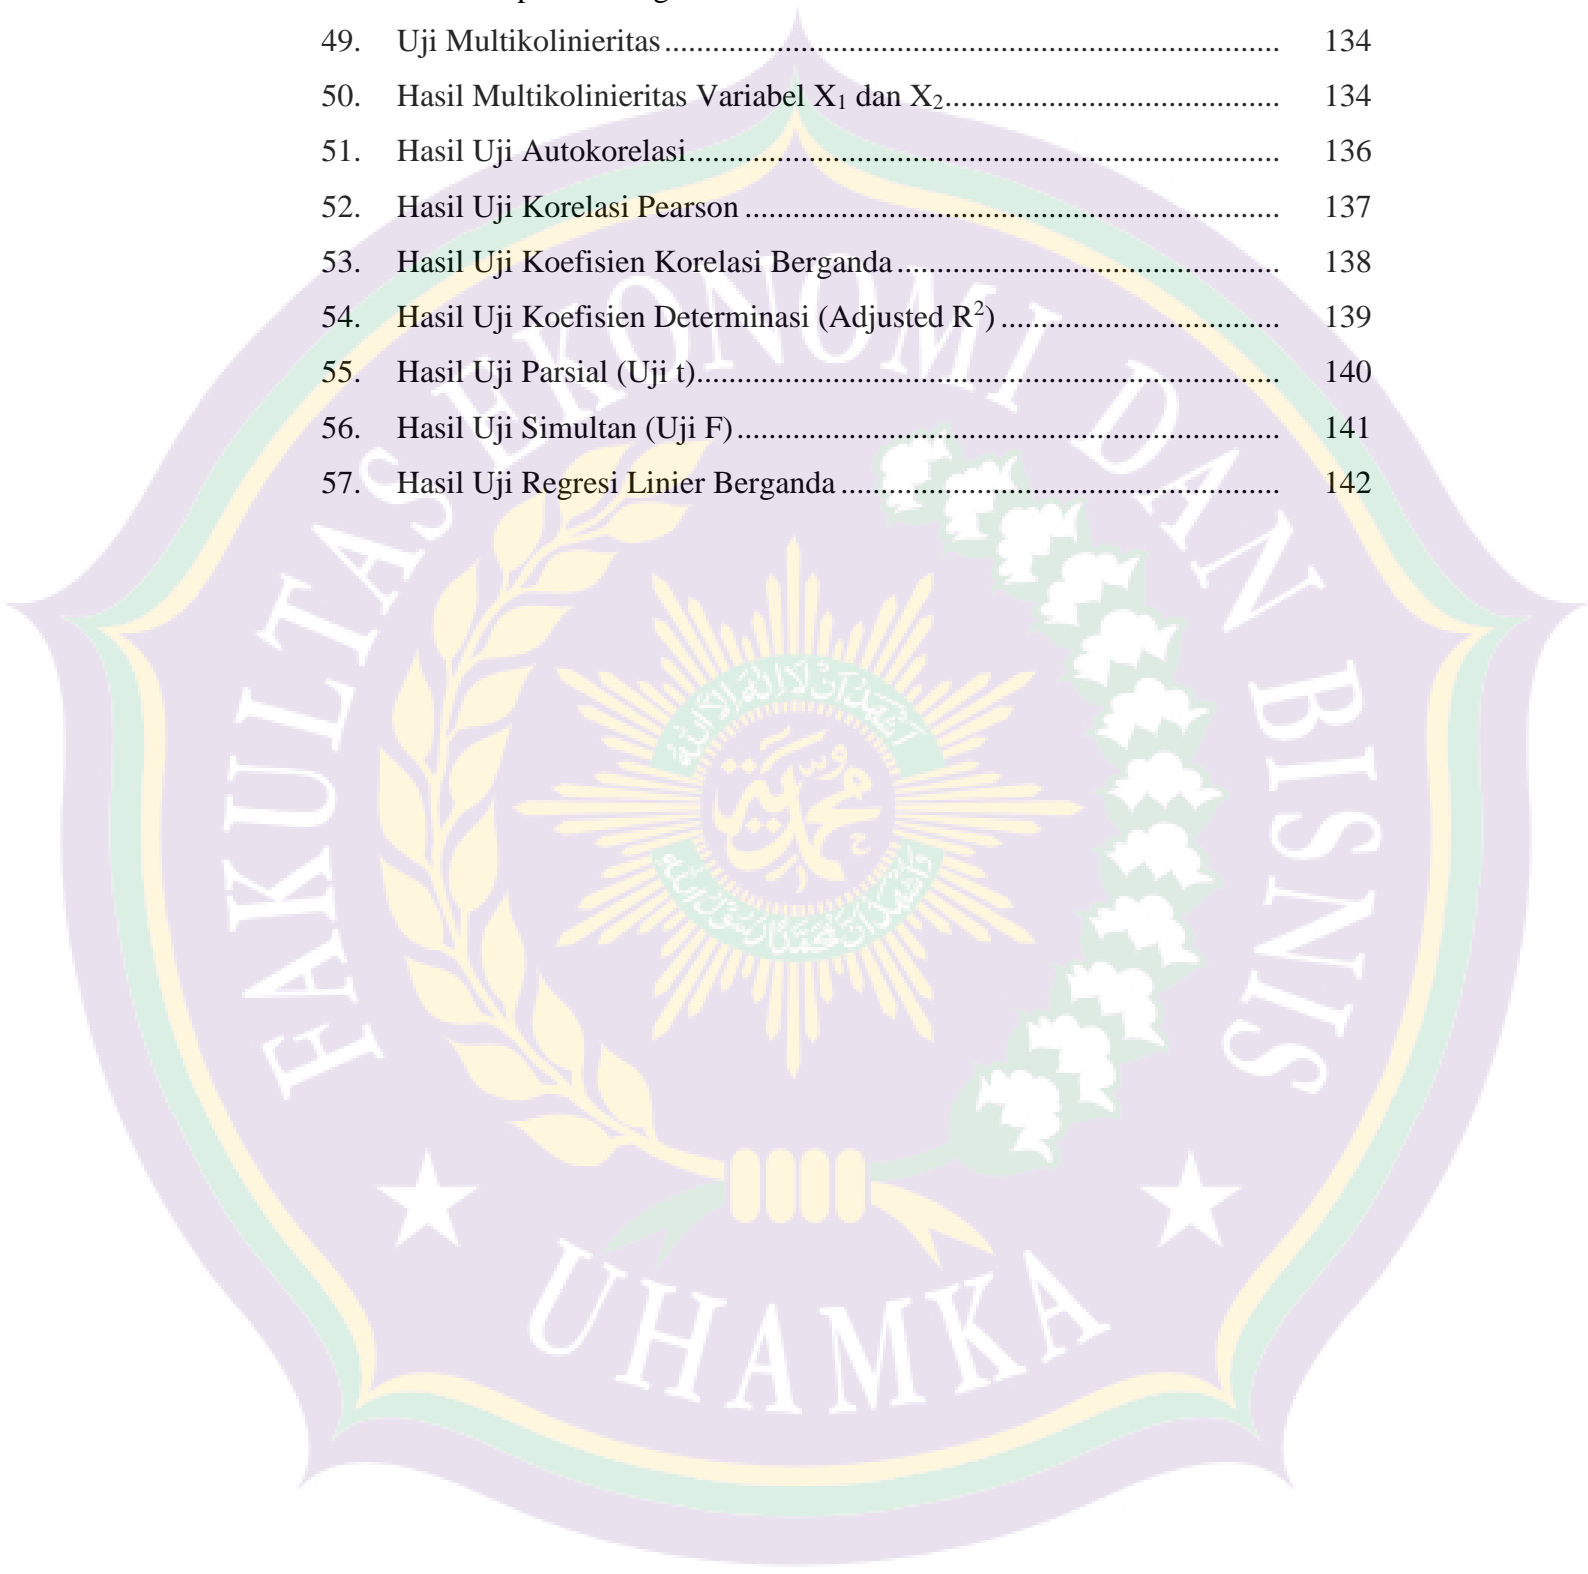 49. Uji Multikolinieritas ............................................................................. 134
50. Hasil Multikolinieritas Variabel X₁ dan X₂ .......................................... 134
51. Hasil Uji Autokorelasi .......................................................................... 136
52. Hasil Uji Korelasi Pearson ................................................................... 137
53. Hasil Uji Koefisien Korelasi Berganda ................................................ 138
54. Hasil Uji Koefisien Determinasi (Adjusted R²) ................................... 139
55. Hasil Uji Parsial (Uji t) ......................................................................... 140
56. Hasil Uji Simultan (Uji F) .................................................................... 141
57. Hasil Uji Regresi Linier Berganda ....................................................... 142
FAKULTAS EKONOMI DAN BISNIS
UHAMKA